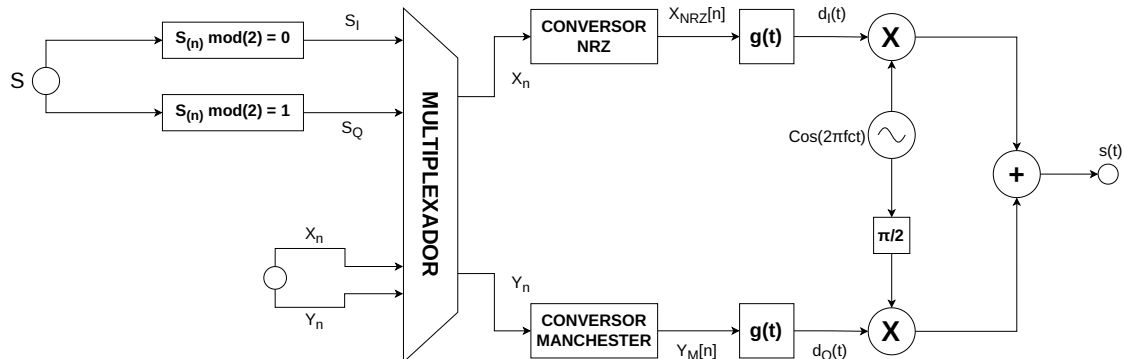 S
S(n) mod(2) = 0
S(n) mod(2) = 1
SI
SQ
Xn
Yn
MULTIPLEXADOR
Xn
Yn
CONVERSOR
NRZ
XNRZ[n]
g(t)
dI(t)
X
Cos(2πfct)
π/2
CONVERSOR
MANCHESTER
YM[n]
g(t)
dQ(t)
X
+
s(t)